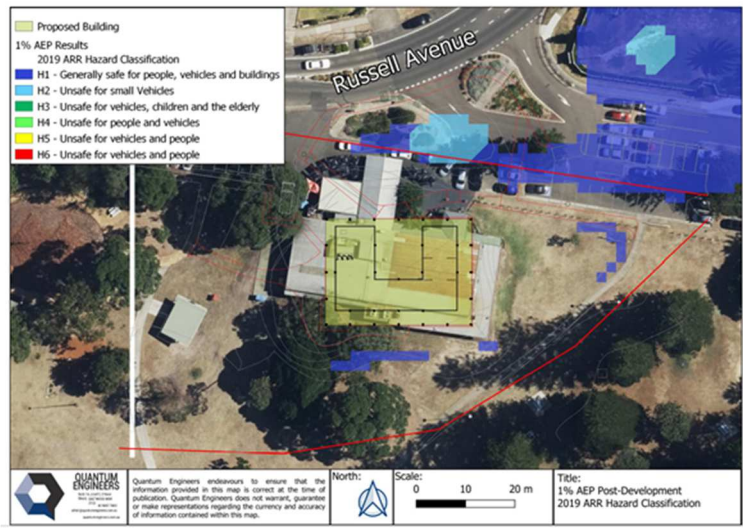 Proposed Building
1% AEP Results
2019 ARR Hazard Classification
H1 - Generally safe for people, vehicles and buildings
H2 - Unsafe for small Vehicles
H3 - Unsafe for vehicles, children and the elderly
H4 - Unsafe for people and vehicles
H5 - Unsafe for vehicles and people
H6 - Unsafe for vehicles and people
Russell Avenue
QUANTUM
ENGINEERS
Quantum Engineers endeavours to ensure that the
information provided in this map is correct at the time of
publication. Quantum Engineers does not warrant, guarantee
or make representations regarding the currency and accuracy
of information contained within this map.
North:
Scale:
0 10 20 m
Title:
1% AEP Post-Development
2019 ARR Hazard Classification